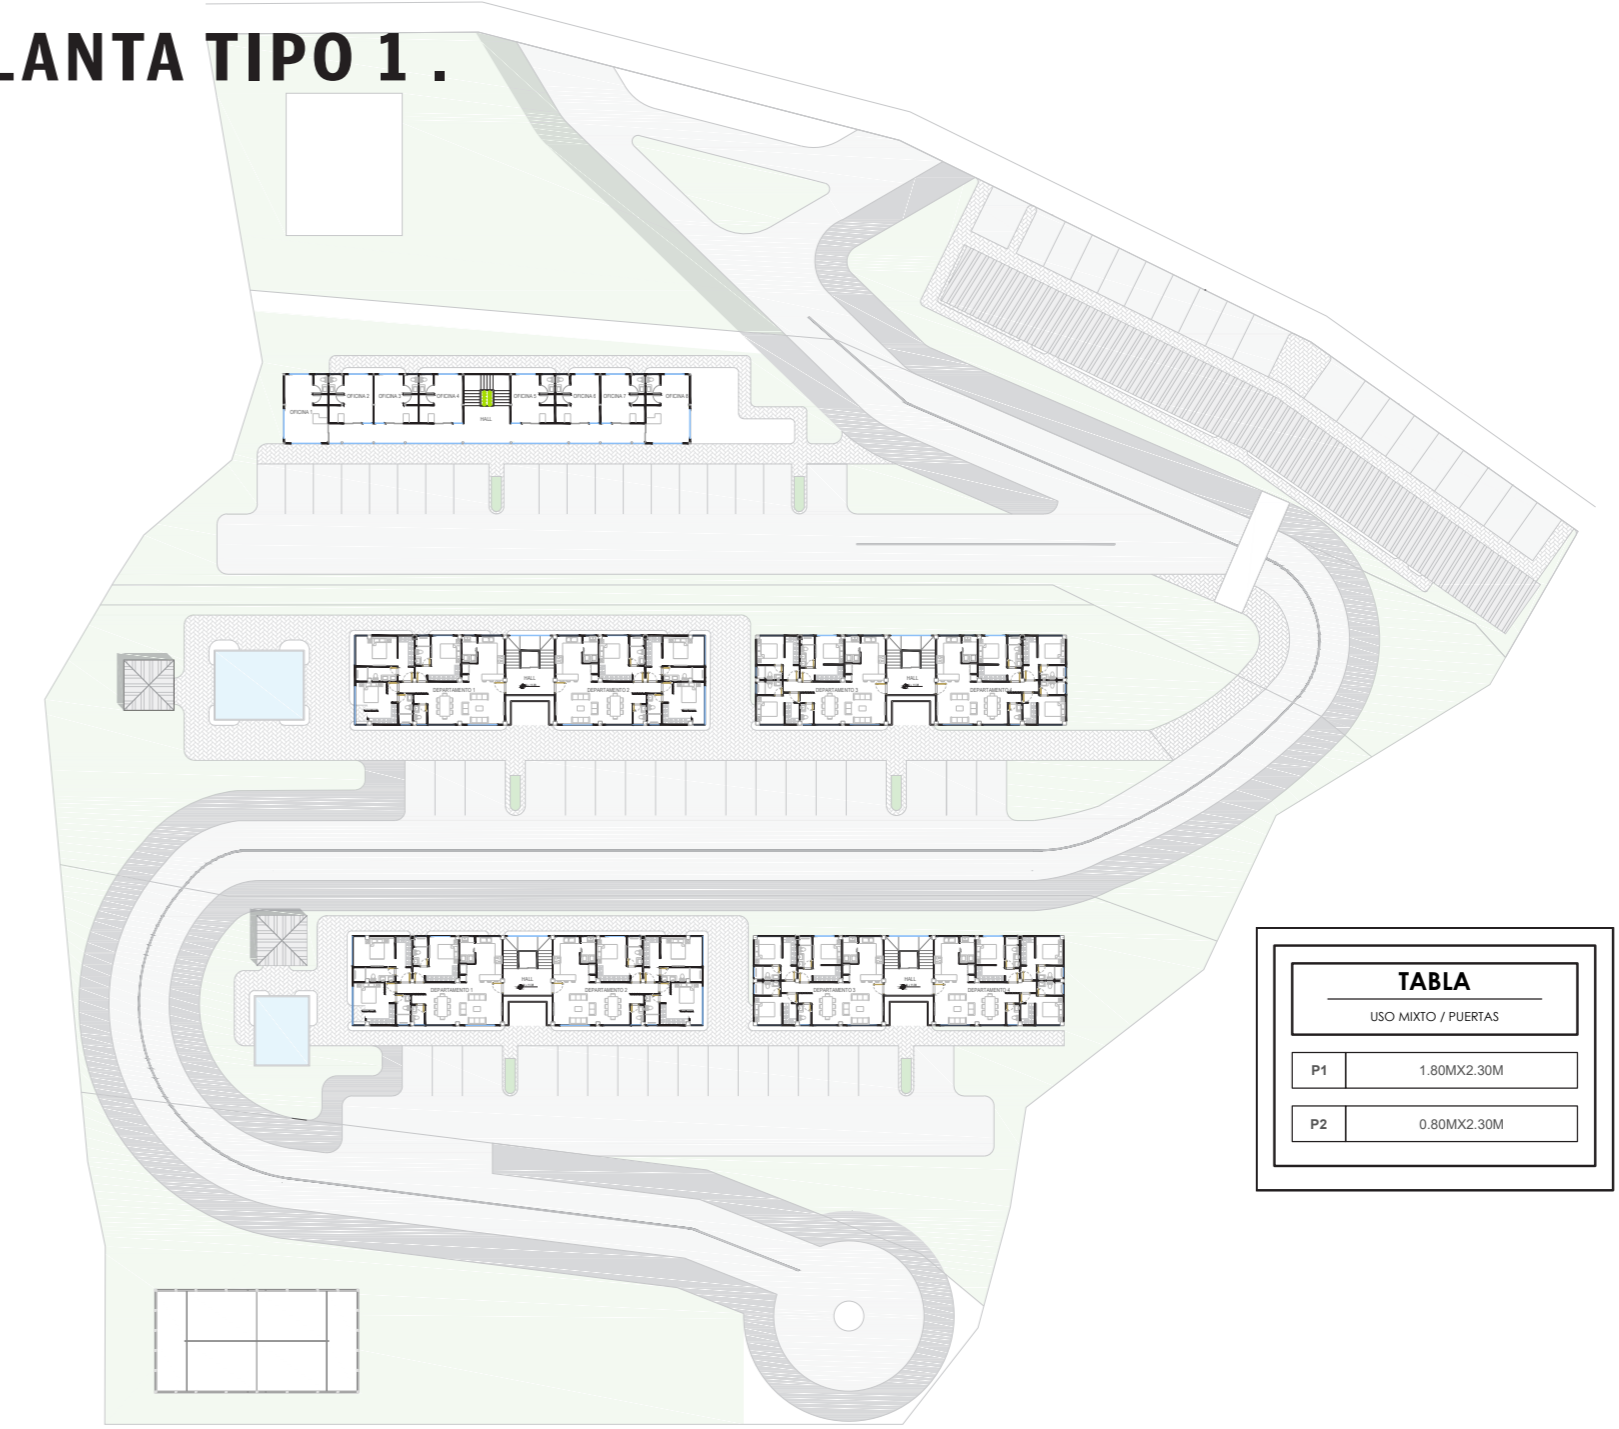 LANTA TIPO 1 .
OFICINA 1
OFICINA 2
OFICINA 3
OFICINA 4
HALL
OFICINA 5
OFICINA 6
OFICINA 7
OFICINA 8
DEPARTAMENTO 1
HALL
DEPARTAMENTO 2
DEPARTAMENTO 3
HALL
DEPARTAMENTO
DEPARTAMENTO 1
HALL
DEPARTAMENTO 2
DEPARTAMENTO 3
HALL
DEPARTAMENTO
TABLA
USO MIXTO / PUERTAS
P1 1.80MX2.30M
P2 0.80MX2.30M